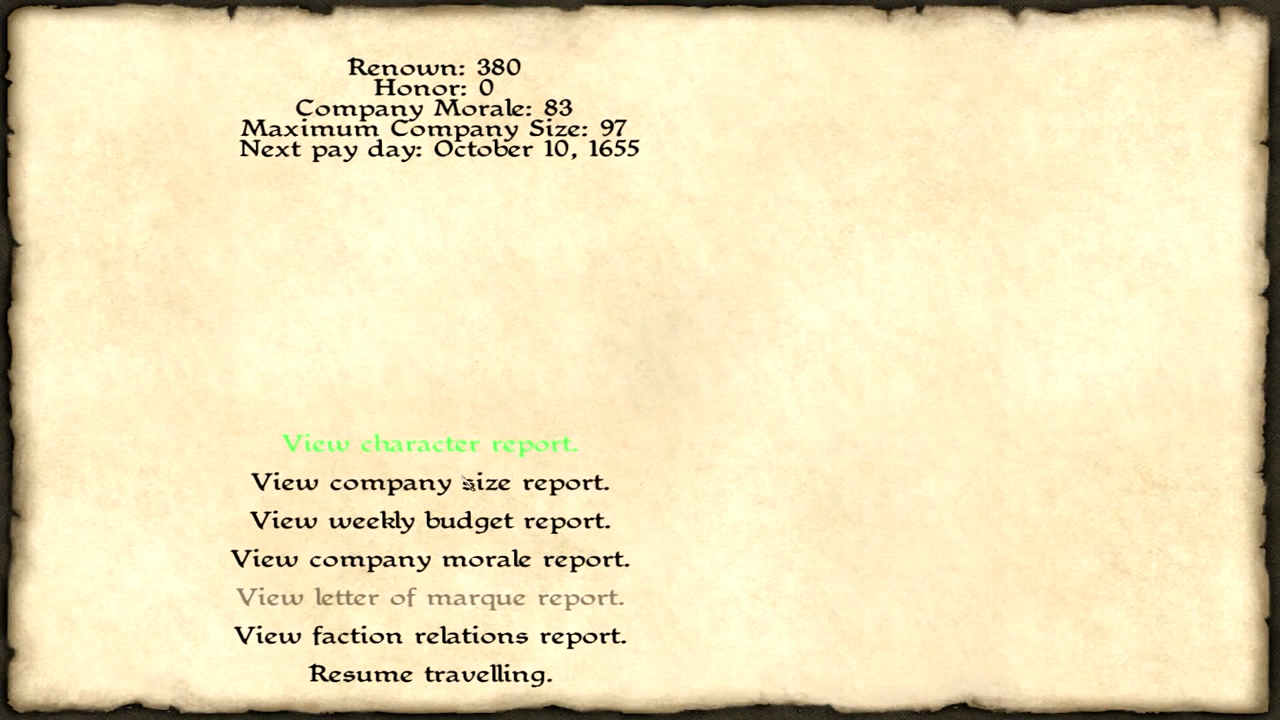 Renown: 380
Honor: 0
Company Morale: 83
Maximum Company Size: 97
Next pay day: October 10, 1655
View character report.
View company size report.
View weekly budget report.
View company morale report.
View letter of marque report.
View faction relations report.
Resume travelling.